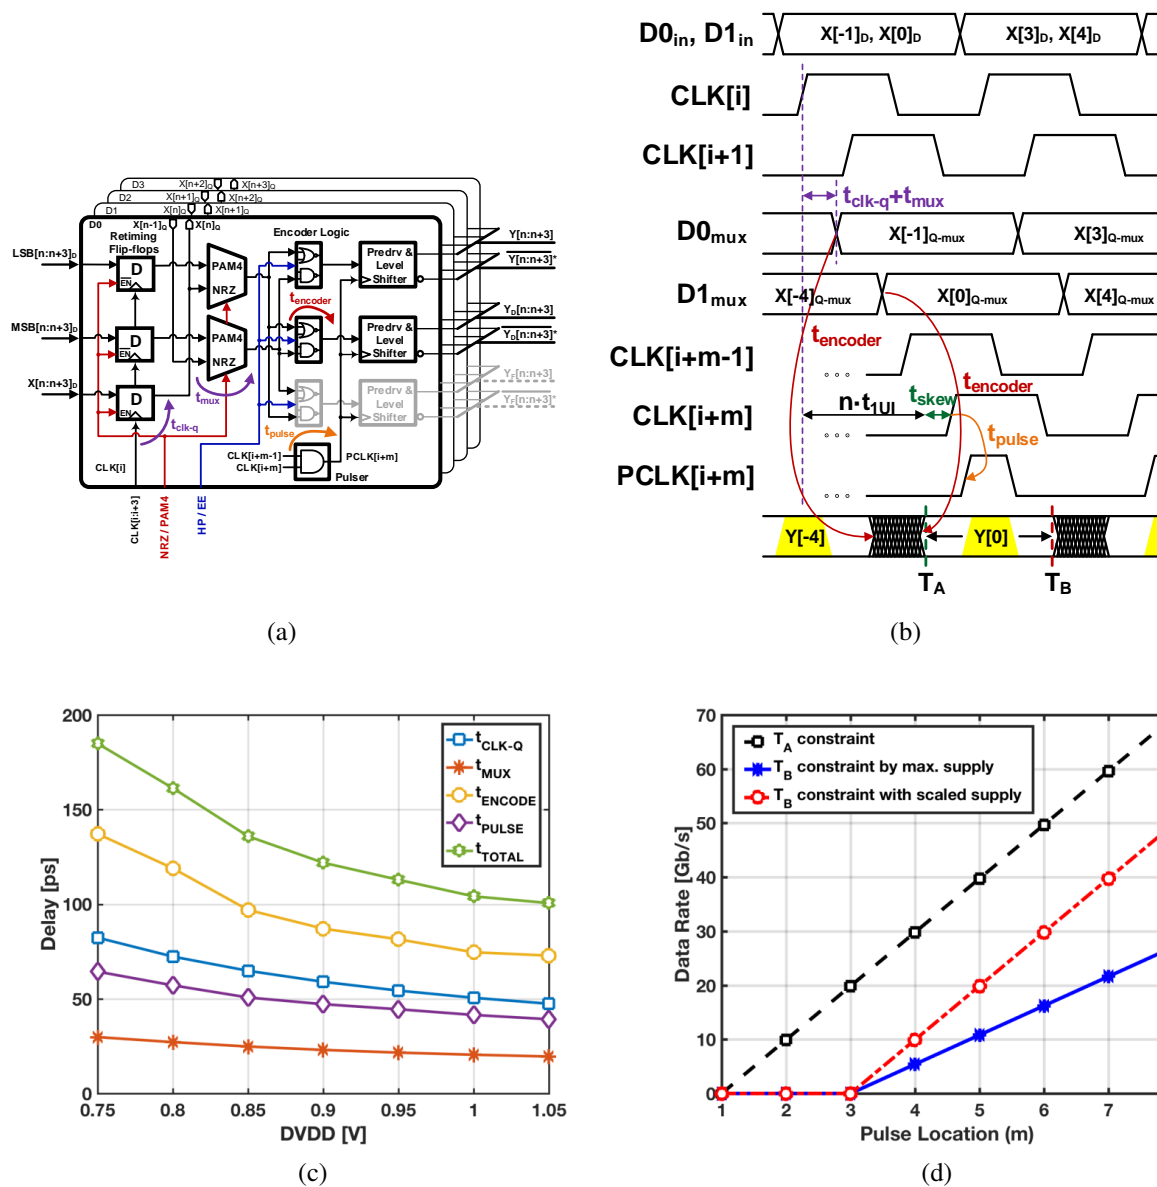 D3
X[n+2]Q
X[n+3]Q
D2
X[n+1]Q
X[n+2]Q
D1
X[n]Q
X[n+1]Q
D0
X[n-1]Q
X[n]Q
Retiming
Flip-flops
Encoder Logic
LSB[n:n+3]D
D
EN
PAM4
NRZ
Predrv &
Level
Shifter
Y[n:n+3]
Y[n:n+3]*
tencoder
MSB[n:n+3]D
D
EN
PAM4
NRZ
Predrv &
Level
Shifter
YD[n:n+3]
YD[n:n+3]*
X[n:n+3]D
D
EN
tmux
tclk-q
Predrv &
Level
Shifter
YE[n:n+3]
YE[n:n+3]*
tpulse
CLK[i]
CLK[i+m-1]
CLK[i+m]
PCLK[i+m]
Pulser
CLK[i:i+3]
NRZ / PAM4
HP / EE
(a)
D0in, D1in
X[-1]D, X[0]D
X[3]D, X[4]D
CLK[i]
CLK[i+1]
tclk-q+tmux
D0mux
X[-1]Q-mux
X[3]Q-mux
D1mux
X[-4]Q-mux
X[0]Q-mux
X[4]Q-mux
tencoder
CLK[i+m-1]
tencoder
tskew
CLK[i+m]
n·t1UI
tpulse
PCLK[i+m]
Y[-4]
Y[0]
TA
TB
(b)
200
150
100
50
0
Delay [ps]
0.75
0.8
0.85
0.9
0.95
1
1.05
DVDD [V]
tCLK-Q
tMUX
tENCODE
tPULSE
tTOTAL
(c)
70
60
50
40
30
20
10
0
Data Rate [Gb/s]
1
2
3
4
5
6
7
Pulse Location (m)
TA constraint
TB constraint by max. supply
TB constraint with scaled supply
(d)